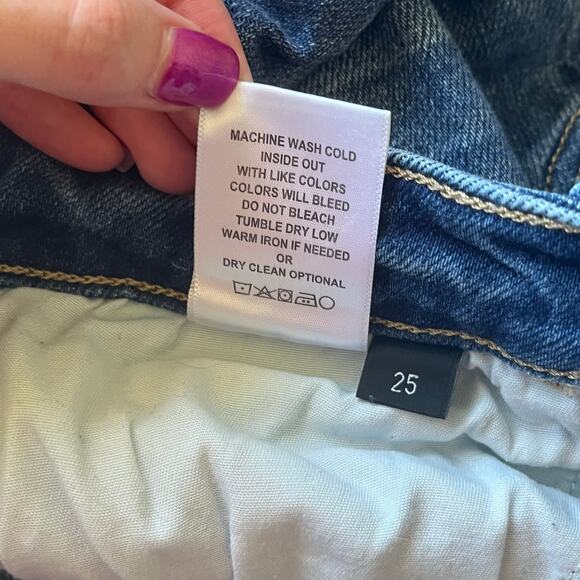 MACHINE WASH COLD
INSIDE OUT
WITH LIKE COLORS
COLORS WILL BLEED
DO NOT BLEACH
TUMBLE DRY LOW
WARM IRON IF NEEDED
OR
DRY CLEAN OPTIONAL
25